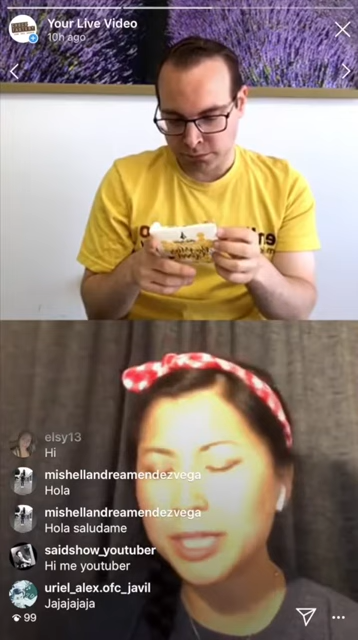 Your Live Video
10h ago
elsy13
Hi
mishellandreamendezvega
Hola
mishellandreamendezvega
Hola saludame
saidshow_youtuber
Hi me youtuber
uriel_alex.ofc_javil
Jajajajaja
99